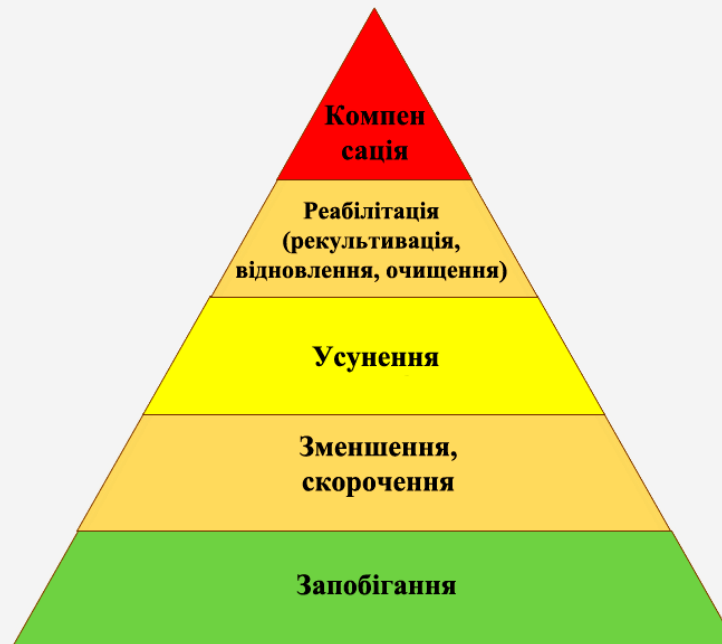 Компен
сація
Реабілітація
(рекультивація,
відновлення, очищення)
Усунення
Зменшення,
скорочення
Запобігання